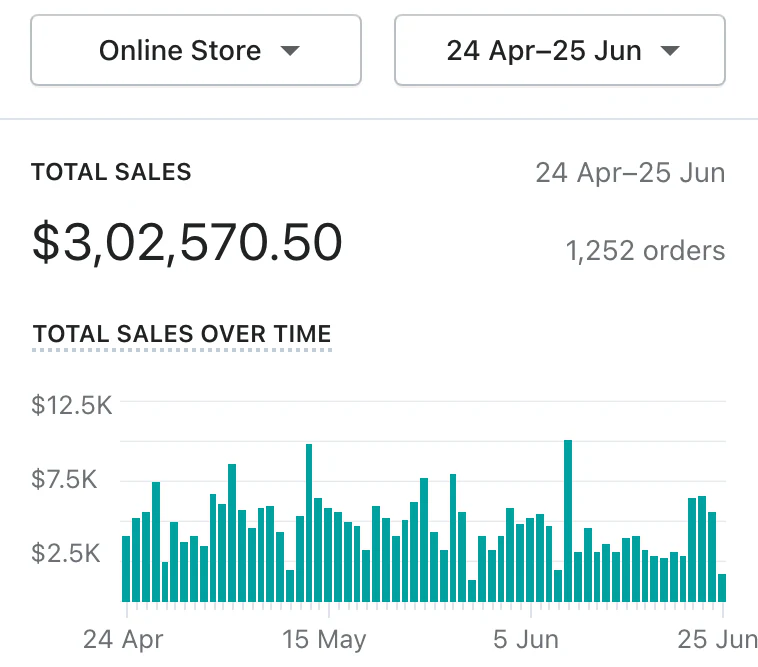 Online Store
24 Apr–25 Jun
TOTAL SALES
24 Apr–25 Jun
$3,02,570.50
1,252 orders
TOTAL SALES OVER TIME
$12.5K
$7.5K
$2.5K
24 Apr
15 May
5 Jun
25 Jun